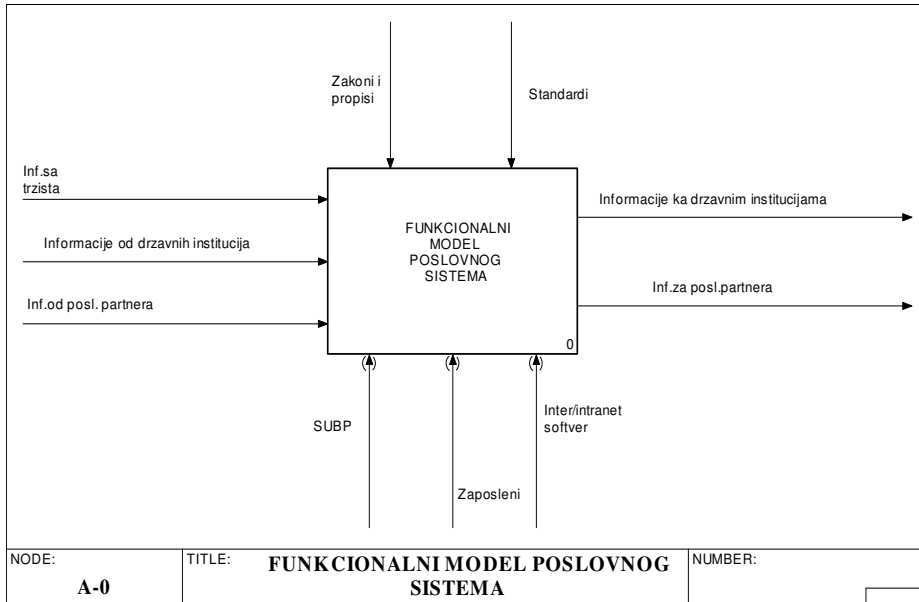 Zakoni i
propisi
Standardi
Inf.sa
trzista
Informacije od drzavnih institucija
Inf.od posl. partnera
FUNKCIONALNI
MODEL
POSLOVNOG
SISTEMA
0
Informacije ka drzavnim institucijama
Inf.za posl.partnera
SUBP
Zaposleni
Inter/intranet
softver
NODE:
A-0
TITLE:
FUNKCIONALNI MODEL POSLOVNOG
SISTEMA
NUMBER: